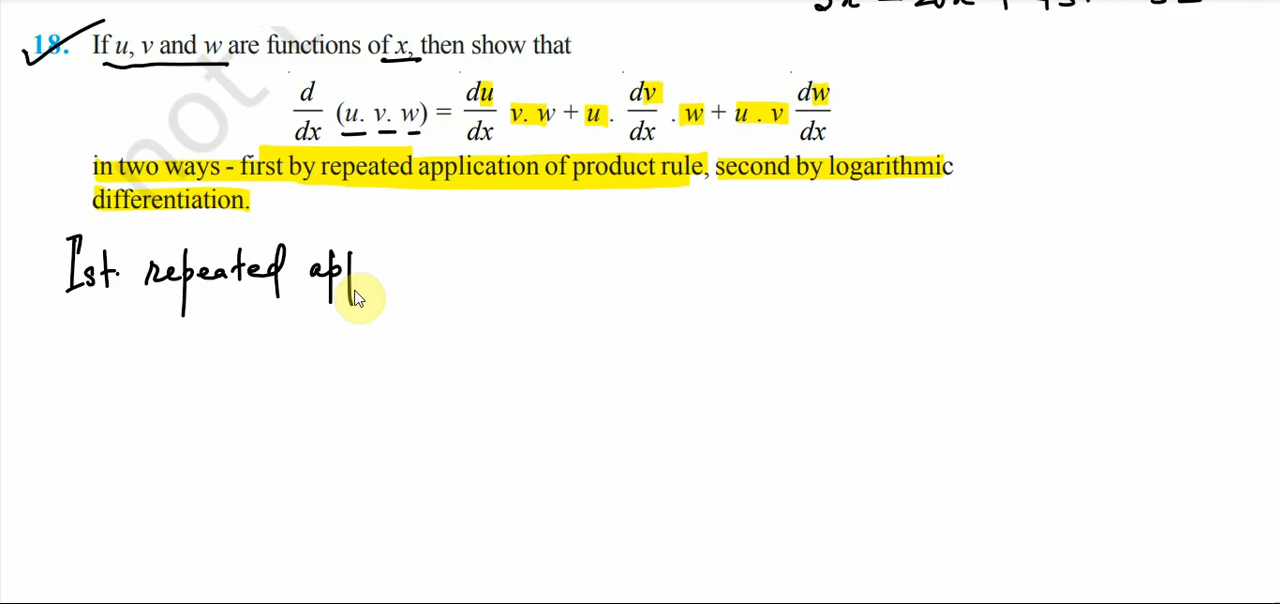 18. If u, v and w are functions of x, then show that
d/dx (u. v. w) = du/dx v. w + u . dv/dx . w + u . v dw/dx
in two ways - first by repeated application of product rule, second by logarithmic
differentiation.
Ist. repeated apl